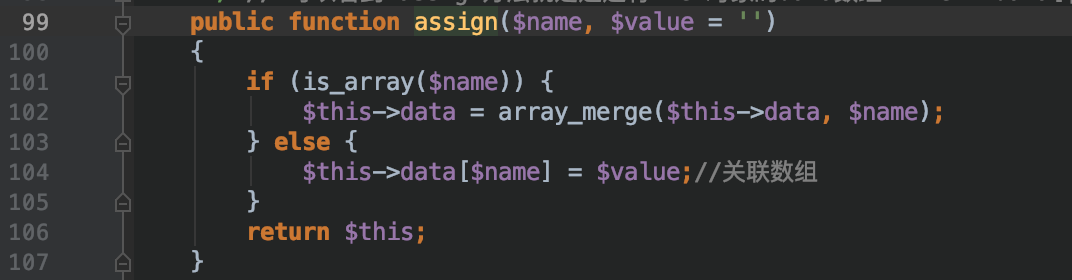 99 public function assign($name, $value = '')
100 {
101 if (is_array($name)) {
102 $this->data = array_merge($this->data, $name);
103 } else {
104 $this->data[$name] = $value;//关联数组
105 }
106 return $this;
107 }